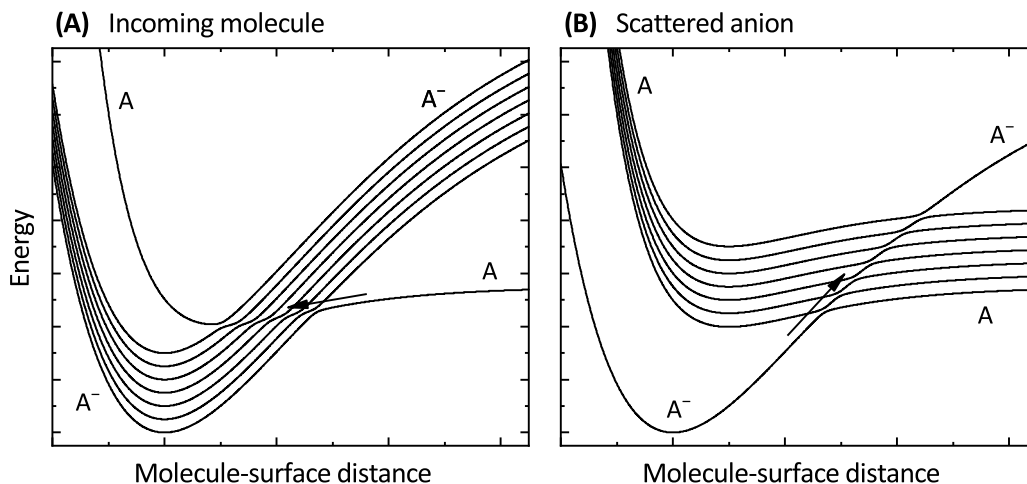 (A) Incoming molecule
(B) Scattered anion
A
A⁻
A
A⁻
A
A⁻
A
A⁻
Energy
Molecule-surface distance
Molecule-surface distance